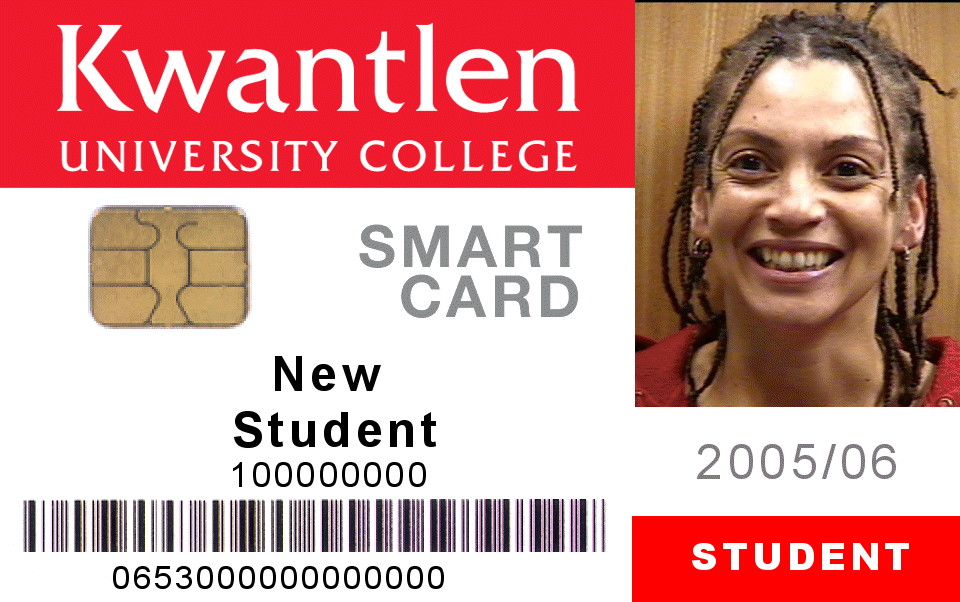 Kwantlen
UNIVERSITY COLLEGE
SMART
CARD
New
Student
100000000
0653000000000000
2005/06
STUDENT